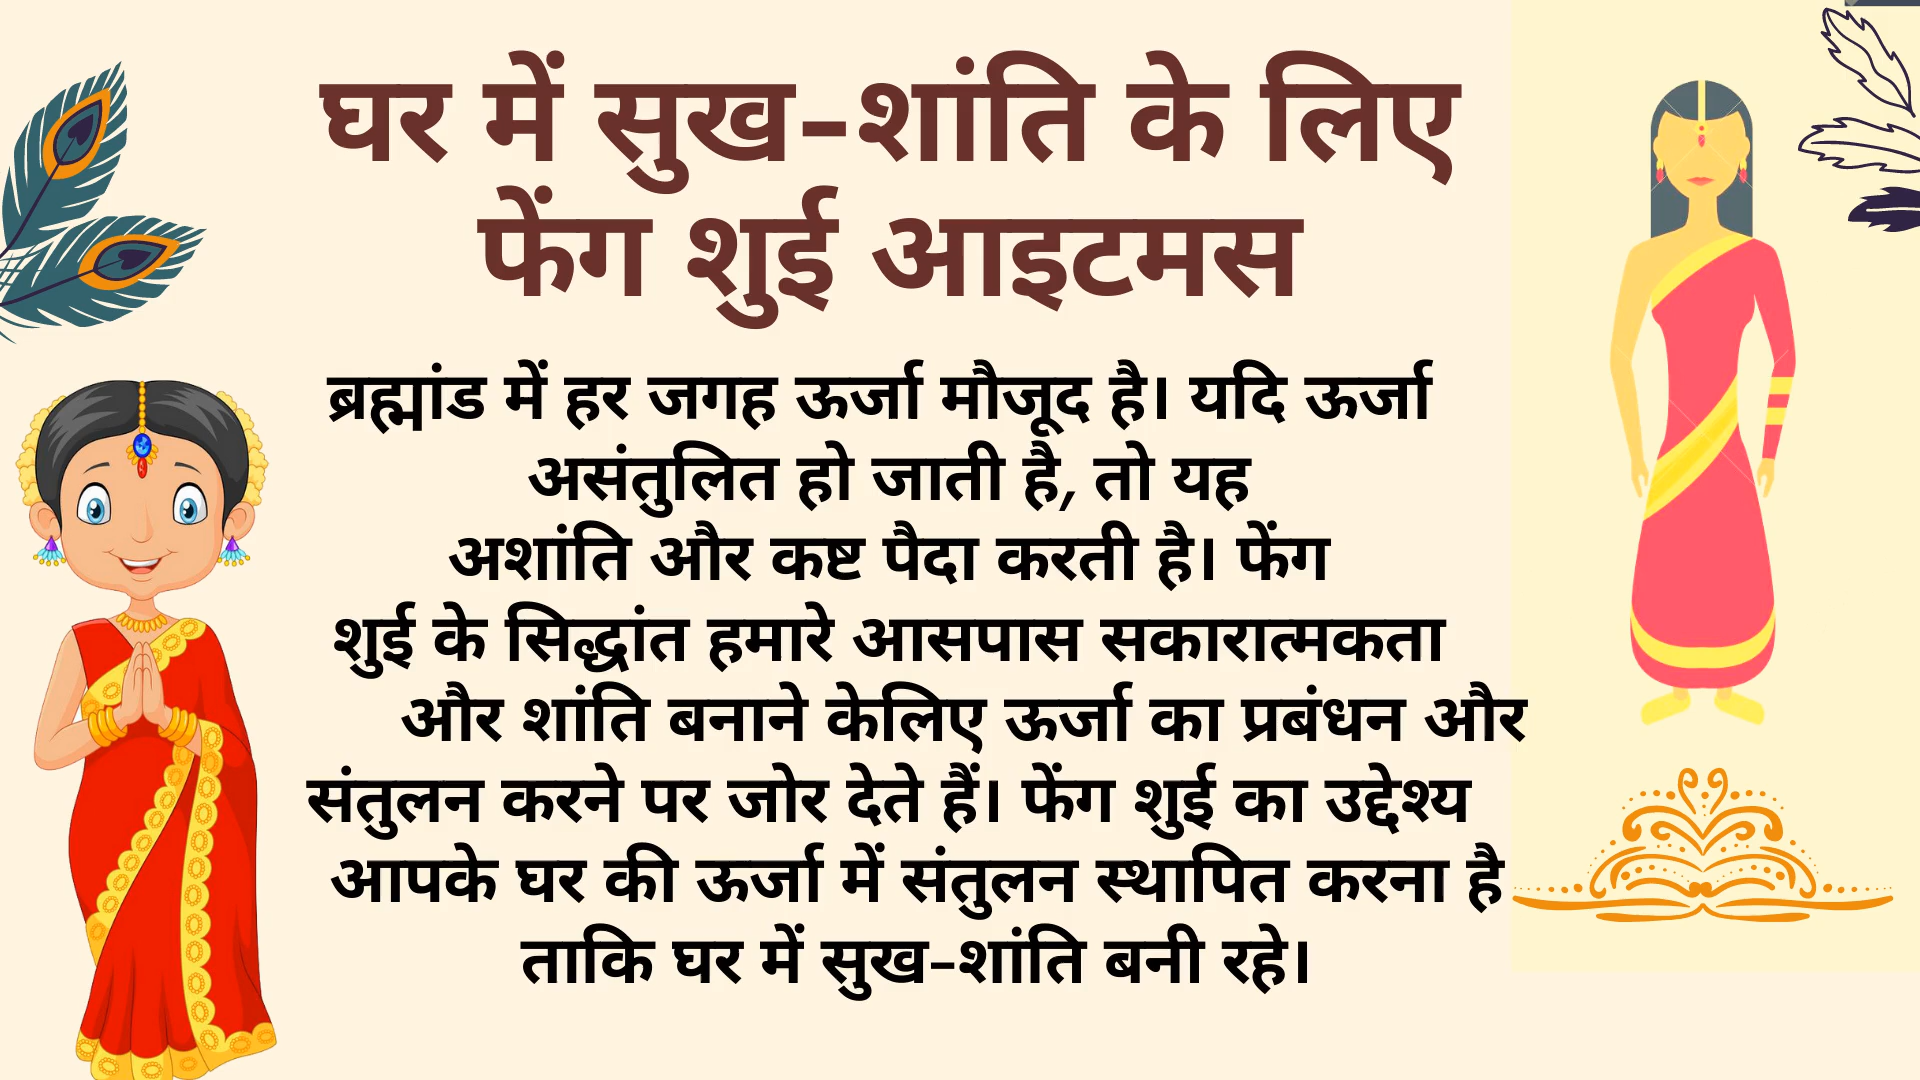 घर में सुख-शांति के लिए
फेंग शुई आइटमस
ब्रह्मांड में हर जगह ऊर्जा मौजूद है। यदि ऊर्जा
असंतुलित हो जाती है, तो यह
अशांति और कष्ट पैदा करती है। फेंग
शुई के सिद्धांत हमारे आसपास सकारात्मकता
और शांति बनाने केलिए ऊर्जा का प्रबंधन और
संतुलन करने पर जोर देते हैं। फेंग शुई का उद्देश्य
आपके घर की ऊर्जा में संतुलन स्थापित करना है
ताकि घर में सुख-शांति बनी रहे।